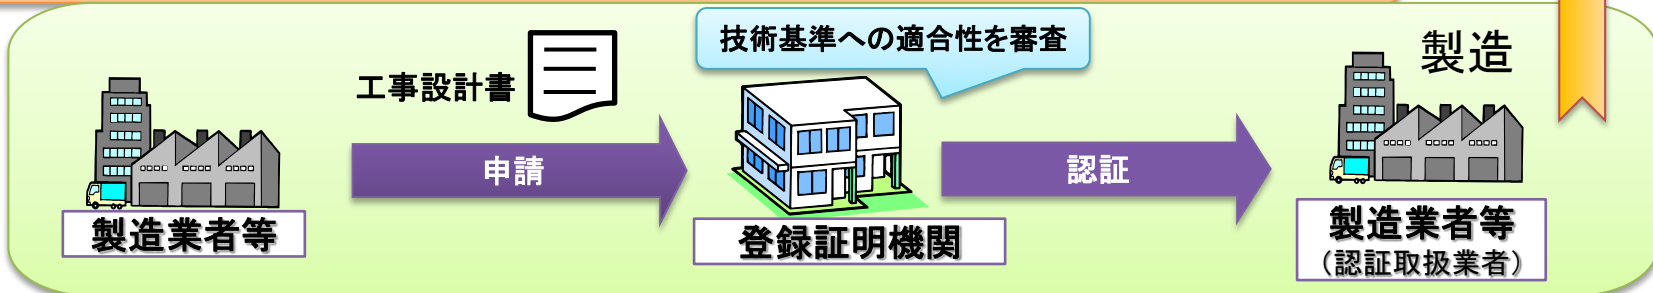 技術基準への適合性を審査
製造
工事設計書
申請
認証
製造業者等
登録証明機関
製造業者等
（認証取扱業者）